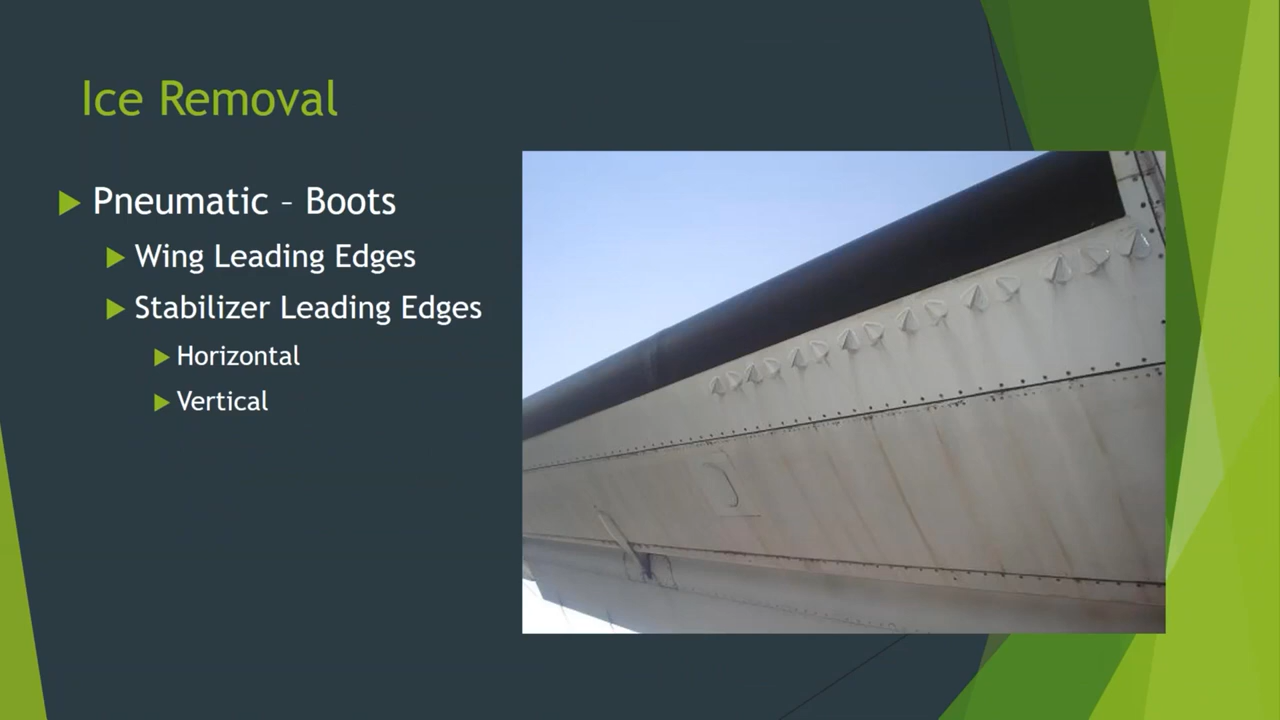 Ice Removal
Pneumatic – Boots
Wing Leading Edges
Stabilizer Leading Edges
Horizontal
Vertical